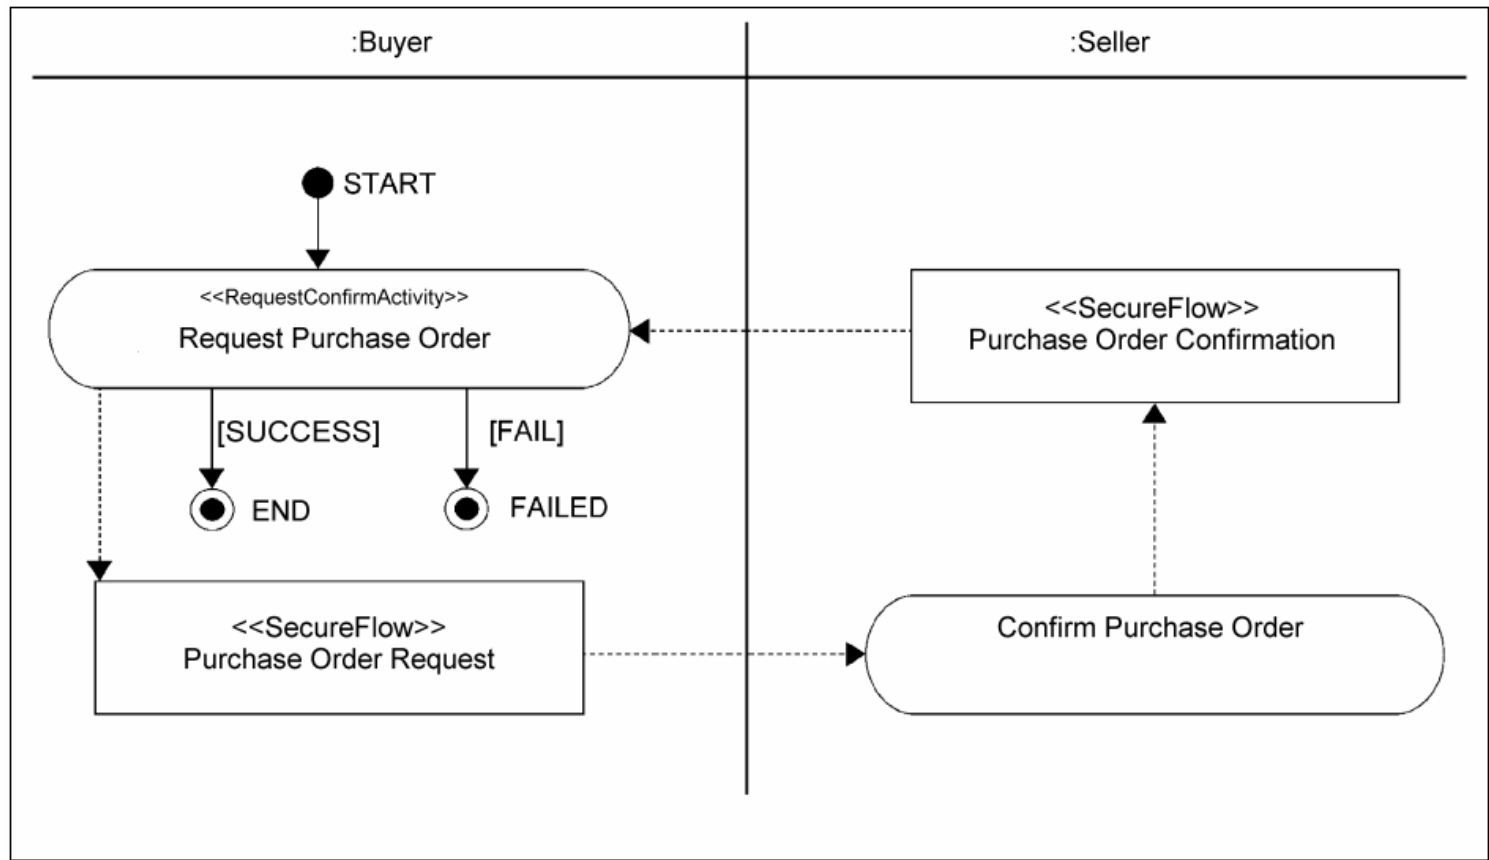 :Buyer
:Seller
START
<<RequestConfirmActivity>>
Request Purchase Order
<<SecureFlow>>
Purchase Order Confirmation
[SUCCESS]
[FAIL]
END
FAILED
<<SecureFlow>>
Purchase Order Request
Confirm Purchase Order